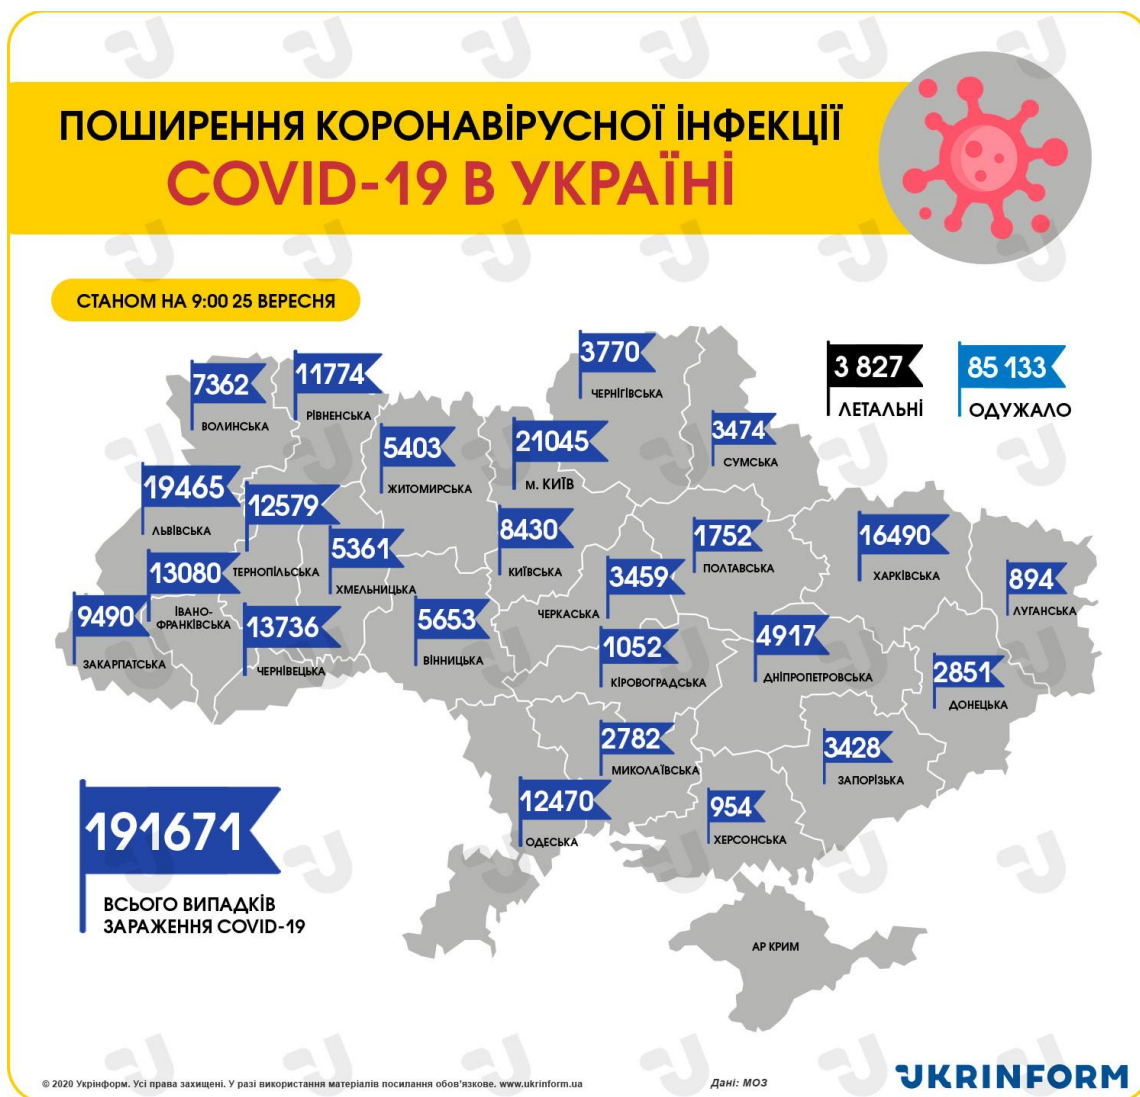 ПОШИРЕННЯ КОРОНАВІРУСНОЇ ІНФЕКЦІЇ
COVID-19 В УКРАЇНІ
СТАНОМ НА 9:00 25 ВЕРЕСНЯ
3 827
ЛЕТАЛЬНІ
85 133
ОДУЖАЛО
7362
ВОЛИНСЬКА
11774
РІВНЕНСЬКА
5403
ЖИТОМИРСЬКА
3770
ЧЕРНІГІВСЬКА
21045
м. КИЇВ
3474
СУМСЬКА
19465
ЛЬВІВСЬКА
12579
ТЕРНОПІЛЬСЬКА
5361
ХМЕЛЬНИЦЬКА
8430
КИЇВСЬКА
1752
ПОЛТАВСЬКА
16490
ХАРКІВСЬКА
894
ЛУГАНСЬКА
13080
ІВАНО-
ФРАНКІВСЬКА
9490
ЗАКАРПАТСЬКА
13736
ЧЕРНІВЕЦЬКА
5653
ВІННИЦЬКА
3459
ЧЕРКАСЬКА
1052
КІРОВОГРАДСЬКА
4917
ДНІПРОПЕТРОВСЬКА
2851
ДОНЕЦЬКА
2782
МИКОЛАЇВСЬКА
3428
ЗАПОРІЗЬКА
12470
ОДЕСЬКА
954
ХЕРСОНСЬКА
АР КРИМ
191671
ВСЬОГО ВИПАДКІВ
ЗАРАЖЕННЯ COVID-19
© 2020 Укрінформ. Усі права захищені. У разі використання матеріалів посилання обов'язкове. www.ukrinform.ua
Дані: МОЗ
UKRINFORM